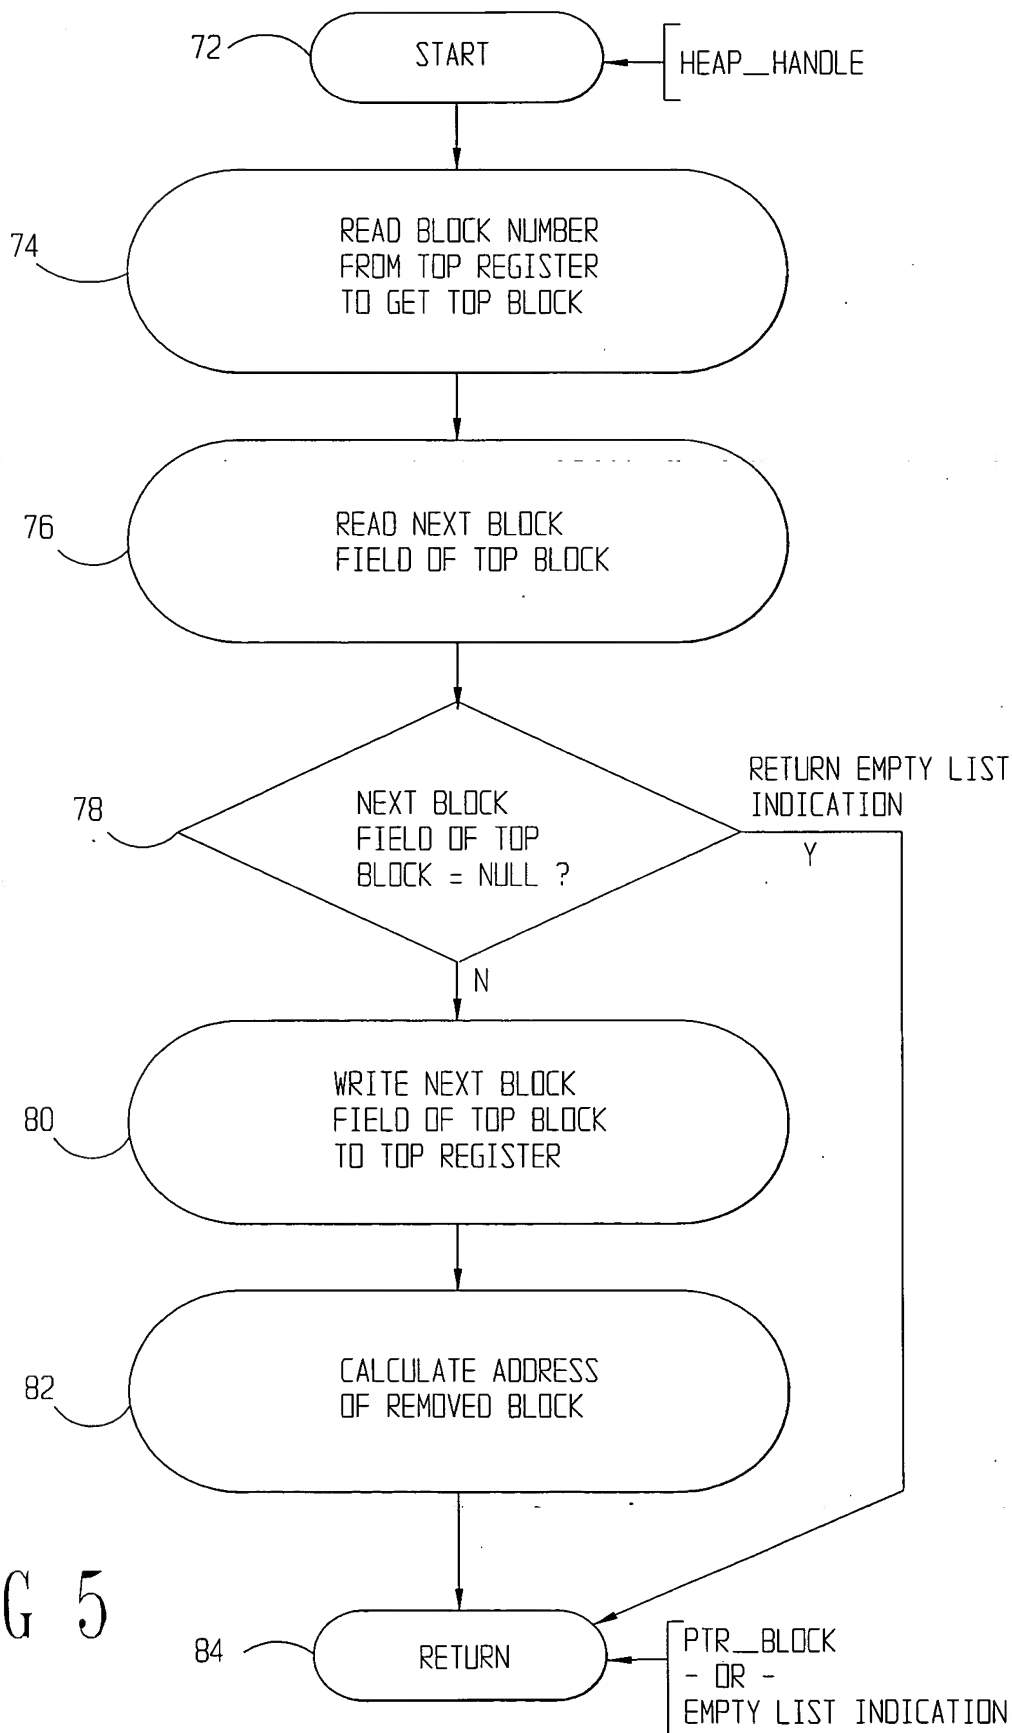 72
START
HEAP_HANDLE
74
READ BLOCK NUMBER
FROM TOP REGISTER
TO GET TOP BLOCK
76
READ NEXT BLOCK
FIELD OF TOP BLOCK
78
NEXT BLOCK
FIELD OF TOP
BLOCK = NULL ?
RETURN EMPTY LIST
INDICATION
Y
N
80
WRITE NEXT BLOCK
FIELD OF TOP BLOCK
TO TOP REGISTER
82
CALCULATE ADDRESS
OF REMOVED BLOCK
G 5
84
RETURN
PTR_BLOCK
- OR -
EMPTY LIST INDICATION